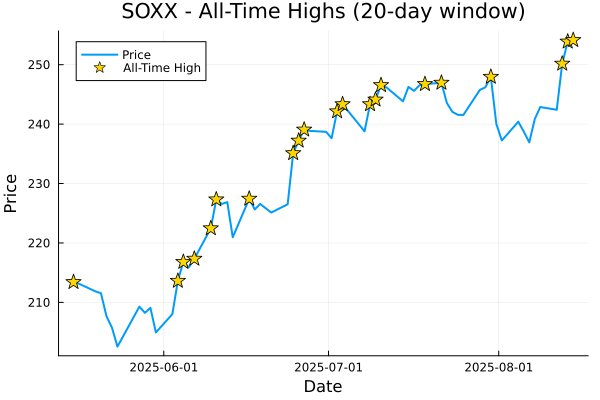 SOXX - All-Time Highs (20-day window)
Price
All-Time High
250
240
230
220
210
Price
2025-06-01
2025-07-01
2025-08-01
Date